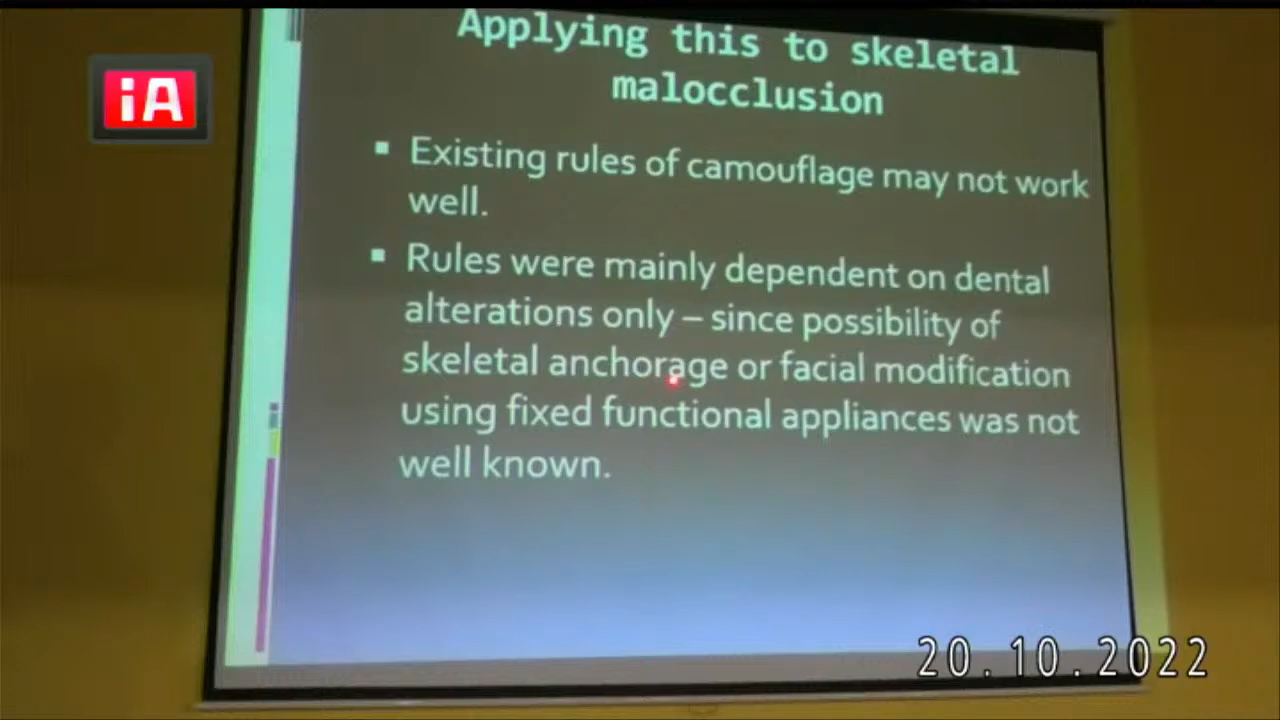 iA
Applying this to skeletal
malocclusion
▪ Existing rules of camouflage may not work
well.
▪ Rules were mainly dependent on dental
alterations only – since possibility of
skeletal anchorage or facial modification
using fixed functional appliances was not
well known.
20.10.2022